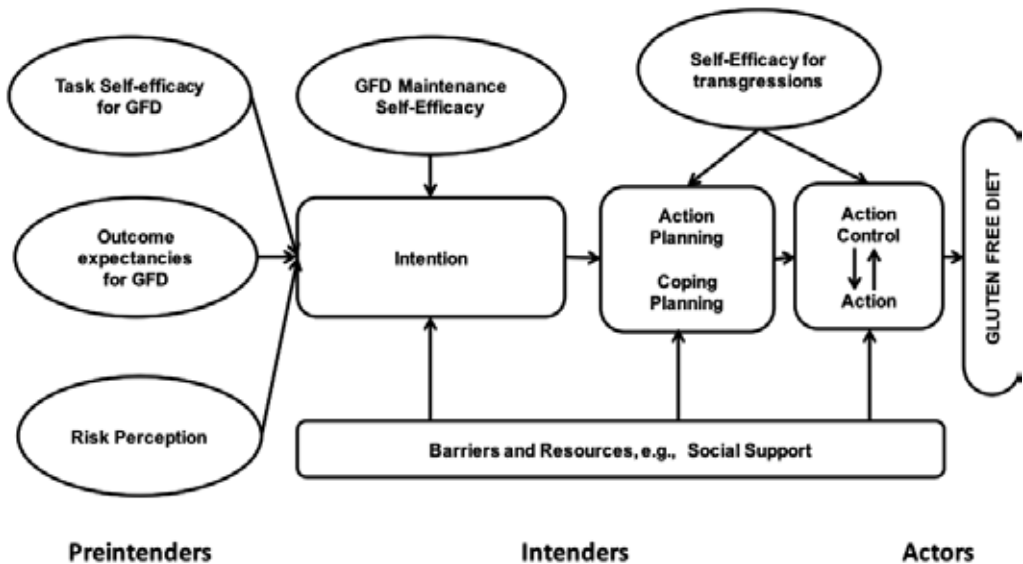 Task Self-efficacy
for GFD
GFD Maintenance
Self-Efficacy
Self-Efficacy for
transgressions
Outcome
expectancies
for GFD
Intention
Action
Planning
Coping
Planning
Action
Control
Action
GLUTEN FREE DIET
Risk Perception
Barriers and Resources, e.g., Social Support
Preintenders
Intenders
Actors